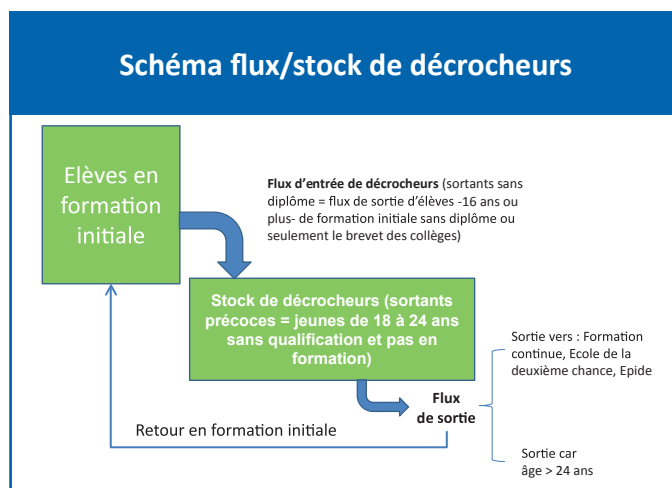 Schéma flux/stock de décrocheurs
Elèves en
formation
initiale
Flux d’entrée de décrocheurs (sortants
sans diplôme = flux de sortie d’élèves -16 ans ou
plus- de formation initiale sans diplôme ou
seulement le brevet des collèges)
Stock de décrocheurs (sortants
précoces = jeunes de 18 à 24 ans
sans qualification et pas en
formation)
Sortie vers : Formation
continue, Ecole de la
deuxième chance, Epide
Flux
de sortie
Retour en formation initiale
Sortie car
âge > 24 ans